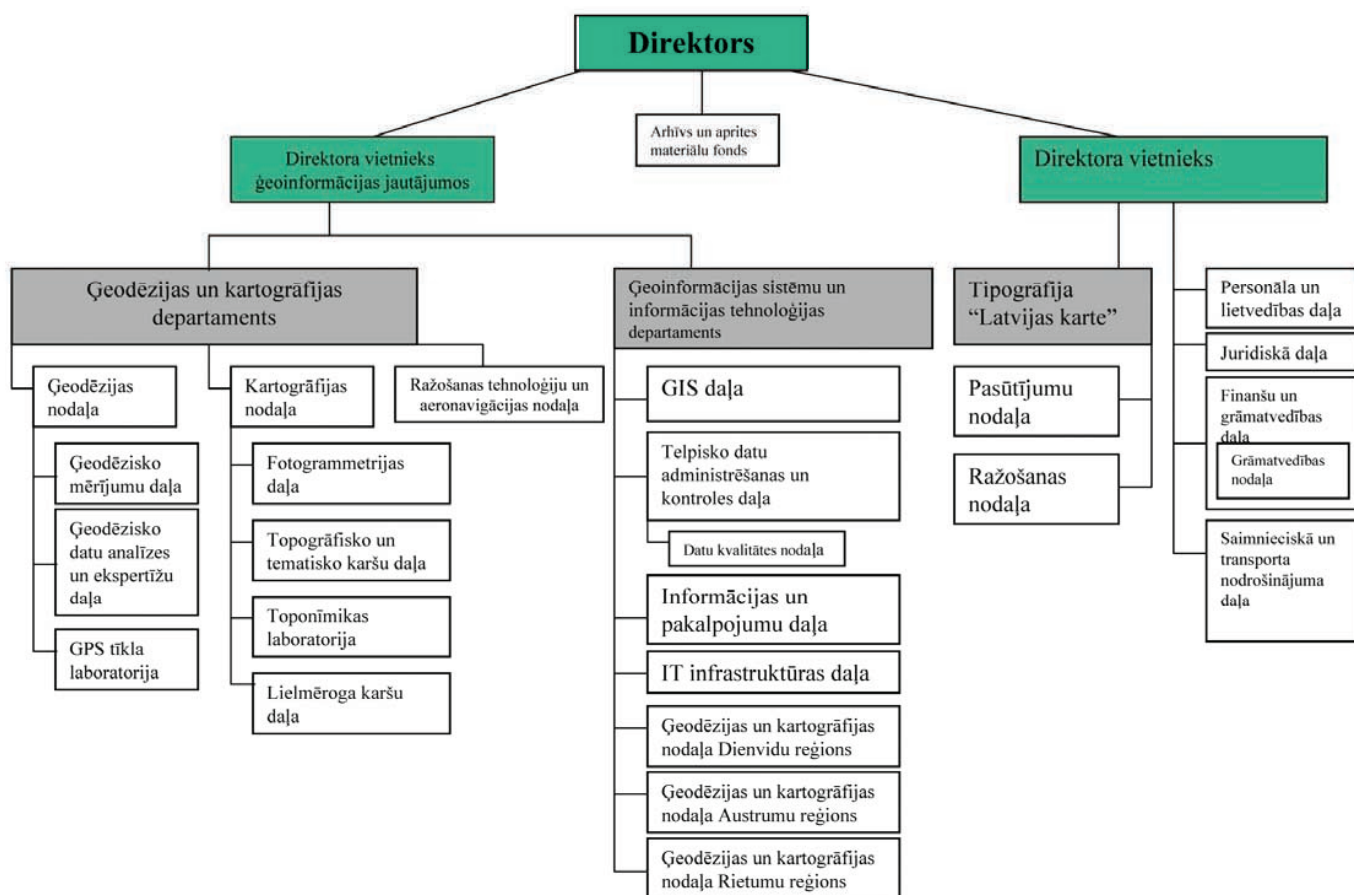 Direktors
Arhīvs un aprites
materiālu fonds
Direktora vietnieks
ģeoinformācijas jautājumos
Direktora vietnieks
Ģeodēzijas un kartogrāfijas
departaments
Ģeodēzijas
nodaļa
Ģeodēzisko
mērījumu daļa
Ģeodēzisko
datu analīzes
un ekspertīžu
daļa
GPS tīkla
laboratorija
Kartogrāfijas
nodaļa
Fotogrammetrijas
daļa
Topogrāfisko un
tematisko karšu daļa
Toponīmikas
laboratorija
Lielmēroga karšu
daļa
Ražošanas tehnoloģiju un
aeronavigācijas nodaļa
Ģeoinformācijas sistēmu un
informācijas tehnoloģijas
departaments
GIS daļa
Telpisko datu
administrēšanas un
kontroles daļa
Datu kvalitātes nodaļa
Informācijas un
pakalpojumu daļa
IT infrastruktūras daļa
Ģeodēzijas un kartogrāfijas
nodaļa Dienvidu reģions
Ģeodēzijas un kartogrāfijas
nodaļa Austrumu reģions
Ģeodēzijas un kartogrāfijas
nodaļa Rietumu reģions
Tipogrāfija
“Latvijas karte”
Pasūtījumu
nodaļa
Ražošanas
nodaļa
Personāla un
lietvedības daļa
Juridiskā daļa
Finanšu un
grāmatvedības
daļa
Grāmatvedības
nodaļa
Saimnieciskā un
transporta
nodrošinājuma
daļa